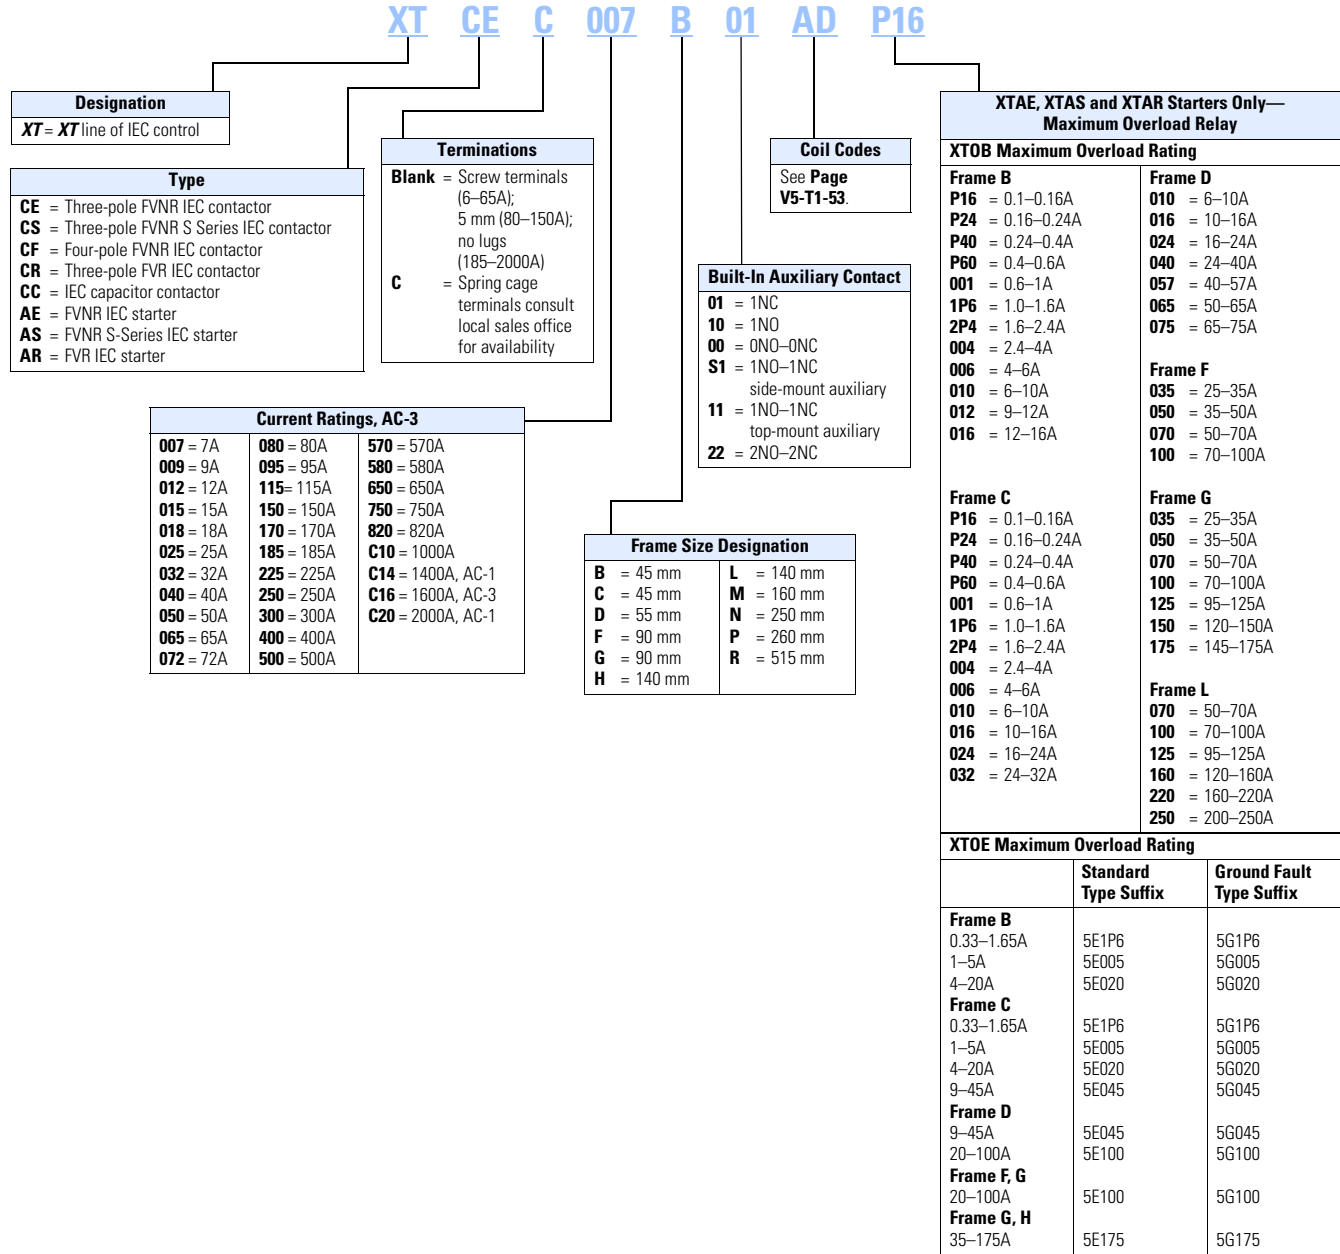 XT CE C 007 B 01 AD P16
Designation
XT = XT line of IEC control
Type
CE = Three-pole FVNR IEC contactor
CS = Three-pole FVNR S Series IEC contactor
CF = Four-pole FVNR IEC contactor
CR = Three-pole FVR IEC contactor
CC = IEC capacitor contactor
AE = FVNR IEC starter
AS = FVNR S-Series IEC starter
AR = FVR IEC starter
Terminations
Blank = Screw terminals
(6–65A);
5 mm (80–150A);
no lugs
(185–2000A)
C = Spring cage
terminals consult
local sales office
for availability
Current Ratings, AC-3
007 = 7A
009 = 9A
012 = 12A
015 = 15A
018 = 18A
025 = 25A
032 = 32A
040 = 40A
050 = 50A
065 = 65A
072 = 72A
080 = 80A
095 = 95A
115= 115A
150 = 150A
170 = 170A
185 = 185A
225 = 225A
250 = 250A
300 = 300A
400 = 400A
500 = 500A
570 = 570A
580 = 580A
650 = 650A
750 = 750A
820 = 820A
C10 = 1000A
C14 = 1400A, AC-1
C16 = 1600A, AC-3
C20 = 2000A, AC-1
Frame Size Designation
B = 45 mm
C = 45 mm
D = 55 mm
F = 90 mm
G = 90 mm
H = 140 mm
L = 140 mm
M = 160 mm
N = 250 mm
P = 260 mm
R = 515 mm
Built-In Auxiliary Contact
01 = 1NC
10 = 1NO
00 = 0NO–0NC
S1 = 1NO–1NC
side-mount auxiliary
11 = 1NO–1NC
top-mount auxiliary
22 = 2NO–2NC
Coil Codes
See Page
V5-T1-53.
XTAE, XTAS and XTAR Starters Only—
Maximum Overload Relay
XTOB Maximum Overload Rating
Frame B
P16 = 0.1–0.16A
P24 = 0.16–0.24A
P40 = 0.24–0.4A
P60 = 0.4–0.6A
001 = 0.6–1A
1P6 = 1.0–1.6A
2P4 = 1.6–2.4A
004 = 2.4–4A
006 = 4–6A
010 = 6–10A
012 = 9–12A
016 = 12–16A
Frame C
P16 = 0.1–0.16A
P24 = 0.16–0.24A
P40 = 0.24–0.4A
P60 = 0.4–0.6A
001 = 0.6–1A
1P6 = 1.0–1.6A
2P4 = 1.6–2.4A
004 = 2.4–4A
006 = 4–6A
010 = 6–10A
016 = 10–16A
024 = 16–24A
032 = 24–32A
Frame D
010 = 6–10A
016 = 10–16A
024 = 16–24A
040 = 24–40A
057 = 40–57A
065 = 50–65A
075 = 65–75A
Frame F
035 = 25–35A
050 = 35–50A
070 = 50–70A
100 = 70–100A
Frame G
035 = 25–35A
050 = 35–50A
070 = 50–70A
100 = 70–100A
125 = 95–125A
150 = 120–150A
175 = 145–175A
Frame L
070 = 50–70A
100 = 70–100A
125 = 95–125A
160 = 120–160A
220 = 160–220A
250 = 200–250A
XTOE Maximum Overload Rating
Standard
Type Suffix
Ground Fault
Type Suffix
Frame B
0.33–1.65A 5E1P6 5G1P6
1–5A 5E005 5G005
4–20A 5E020 5G020
Frame C
0.33–1.65A 5E1P6 5G1P6
1–5A 5E005 5G005
4–20A 5E020 5G020
9–45A 5E045 5G045
Frame D
9–45A 5E045 5G045
20–100A 5E100 5G100
Frame F, G
20–100A 5E100 5G100
Frame G, H
35–175A 5E175 5G175